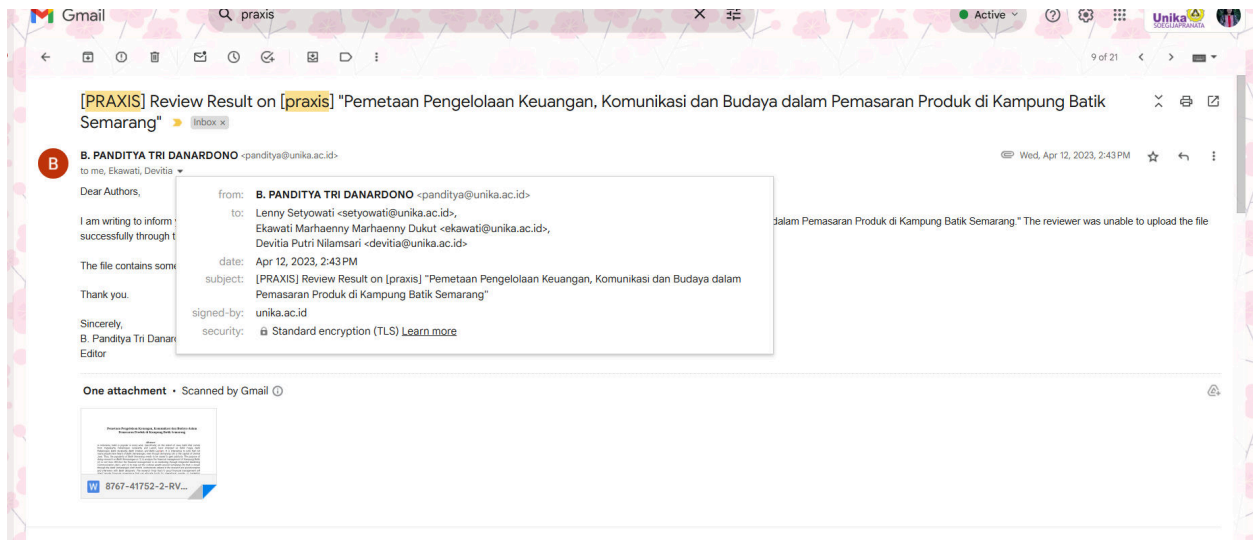 Gmail
praxis
Active
Unika
SOEGIJAPRANATA
9 of 21
[PRAXIS] Review Result on [praxis] "Pemetaan Pengelolaan Keuangan, Komunikasi dan Budaya dalam Pemasaran Produk di Kampung Batik
Semarang"
Inbox x
B. PANDITYA TRI DANARDONO <panditya@unika.ac.id>
Wed, Apr 12, 2023, 2:43 PM
B
to me, Ekawati, Devitia
Dear Authors,
from: B. PANDITYA TRI DANARDONO <panditya@unika.ac.id>
to: Lenny Setyowati <setyowati@unika.ac.id>,
I am writing to inform
dalam Pemasaran Produk di Kampung Batik Semarang." The reviewer was unable to upload the file
Ekawati Marhaenny Marhaenny Dukut <ekawati@unika.ac.id>,
successfully through t
Devitia Putri Nilamsari <devitia@unika.ac.id>
The file contains some
date: Apr 12, 2023, 2:43 PM
subject: [PRAXIS] Review Result on [praxis] "Pemetaan Pengelolaan Keuangan, Komunikasi dan Budaya dalam
Thank you.
Pemasaran Produk di Kampung Batik Semarang"
signed-by: unika.ac.id
Sincerely,
security: Standard encryption (TLS) Learn more
B. Panditya Tri Danar
Editor
One attachment • Scanned by Gmail
W 8767-41752-2-RV...